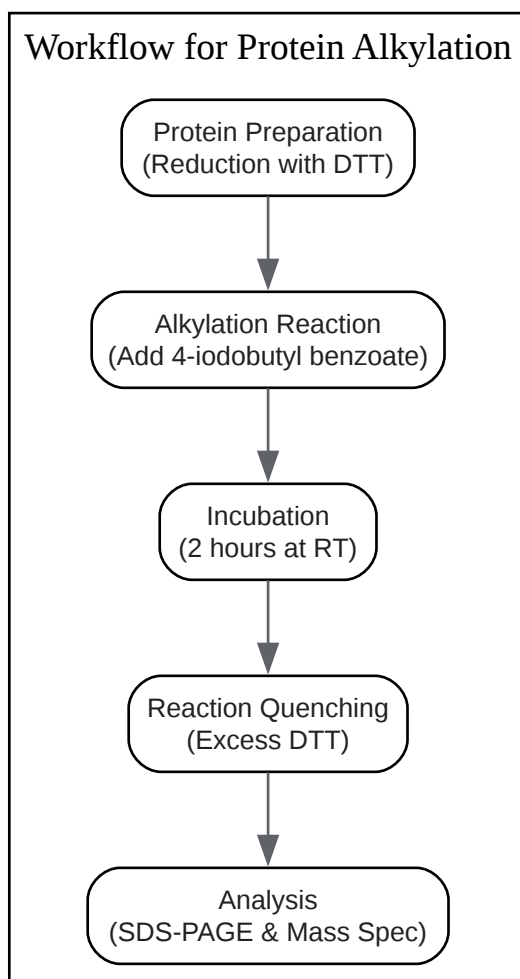 Workflow for Protein Alkylation
Protein Preparation
(Reduction with DTT)
Alkylation Reaction
(Add 4-iodobutyl benzoate)
Incubation
(2 hours at RT)
Reaction Quenching
(Excess DTT)
Analysis
(SDS-PAGE & Mass Spec)